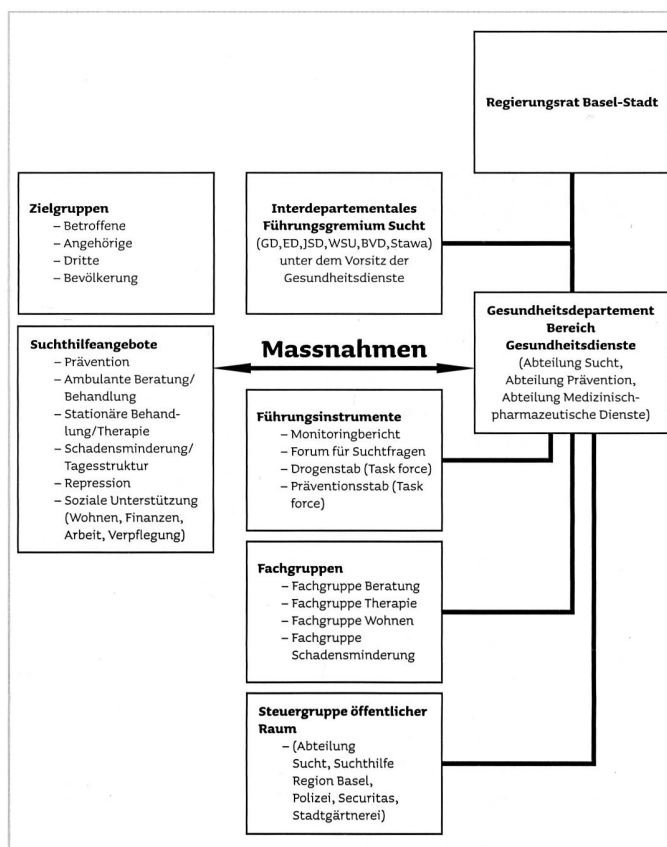 Regierungsrat Basel-Stadt
Zielgruppen
– Betroffene
– Angehörige
– Dritte
– Bevölkerung
Interdepartementales
Führungsgremium Sucht
(GD,ED,JSD,WSU,BVD,Stawa)
unter dem Vorsitz der
Gesundheitsdienste
Gesundheitsdepartement
Bereich
Gesundheitsdienste
(Abteilung Sucht,
Abteilung Prävention,
Abteilung Medizinisch-
pharmazeutische Dienste)
Suchthilfeangebote
– Prävention
– Ambulante Beratung/
Behandlung
– Stationäre Behand-
lung/Therapie
– Schadensminderung/
Tagesstruktur
– Repression
– Soziale Unterstützung
(Wohnen, Finanzen,
Arbeit, Verpflegung)
Massnahmen
Führungsinstrumente
– Monitoringbericht
– Forum für Suchtfragen
– Drogenstab (Task force)
– Präventionsstab (Task
force)
Fachgruppen
– Fachgruppe Beratung
– Fachgruppe Therapie
– Fachgruppe Wohnen
– Fachgruppe
Schadensminderung
Steuergruppe öffentlicher
Raum
– (Abteilung
Sucht, Suchthilfe
Region Basel,
Polizei, Securitas,
Stadtgärtnerei)